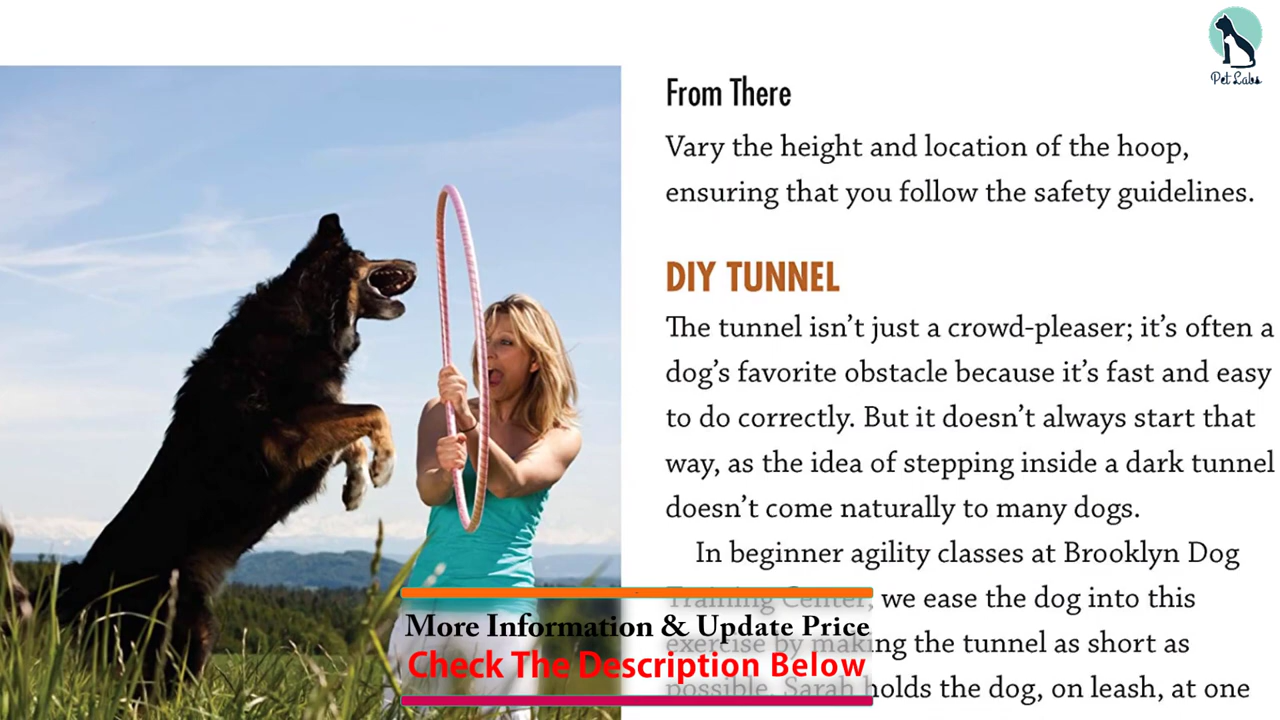 Pet Labs
From There
Vary the height and location of the hoop,
ensuring that you follow the safety guidelines.
DIY TUNNEL
The tunnel isn't just a crowd-pleaser; it's often a
dog's favorite obstacle because it's fast and easy
to do correctly. But it doesn't always start that
way, as the idea of stepping inside a dark tunnel
doesn't come naturally to many dogs.
In beginner agility classes at Brooklyn Dog
Training Center, we ease the dog into this
exercise by making the tunnel as short as
possible. Sarah holds the dog, on leash, at one
More Information & Update Price
Check The Description Below